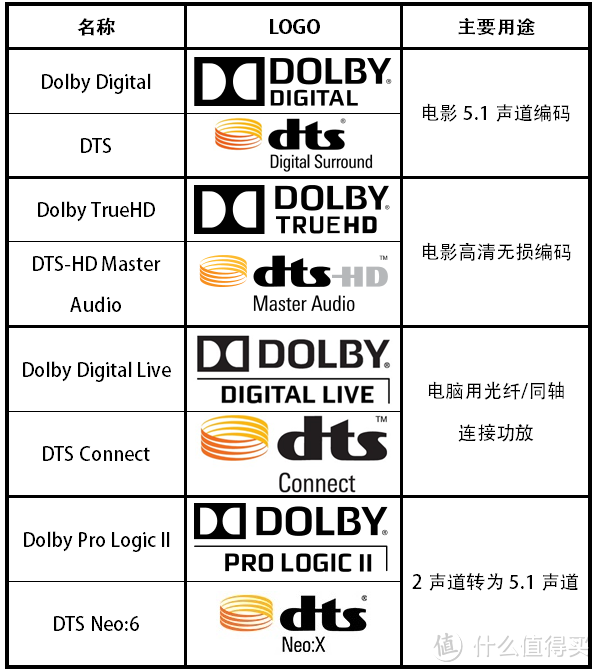 名称 LOGO 主要用途
Dolby Digital
DOLBY®
DIGITAL
电影 5.1 声道编码
DTS
dts®
Digital Surround
Dolby TrueHD
DOLBY®
TRUEHD
电影高清无损编码
DTS-HD Master
Audio
dts-HD™
Master Audio
Dolby Digital Live
DOLBY®
DIGITAL LIVE
电脑用光纤/同轴
连接功放
DTS Connect
dts™
Connect
Dolby Pro Logic II
DOLBY®
PRO LOGIC II
2 声道转为 5.1 声道
DTS Neo:6
dts®
Neo:X
值 什么值得买